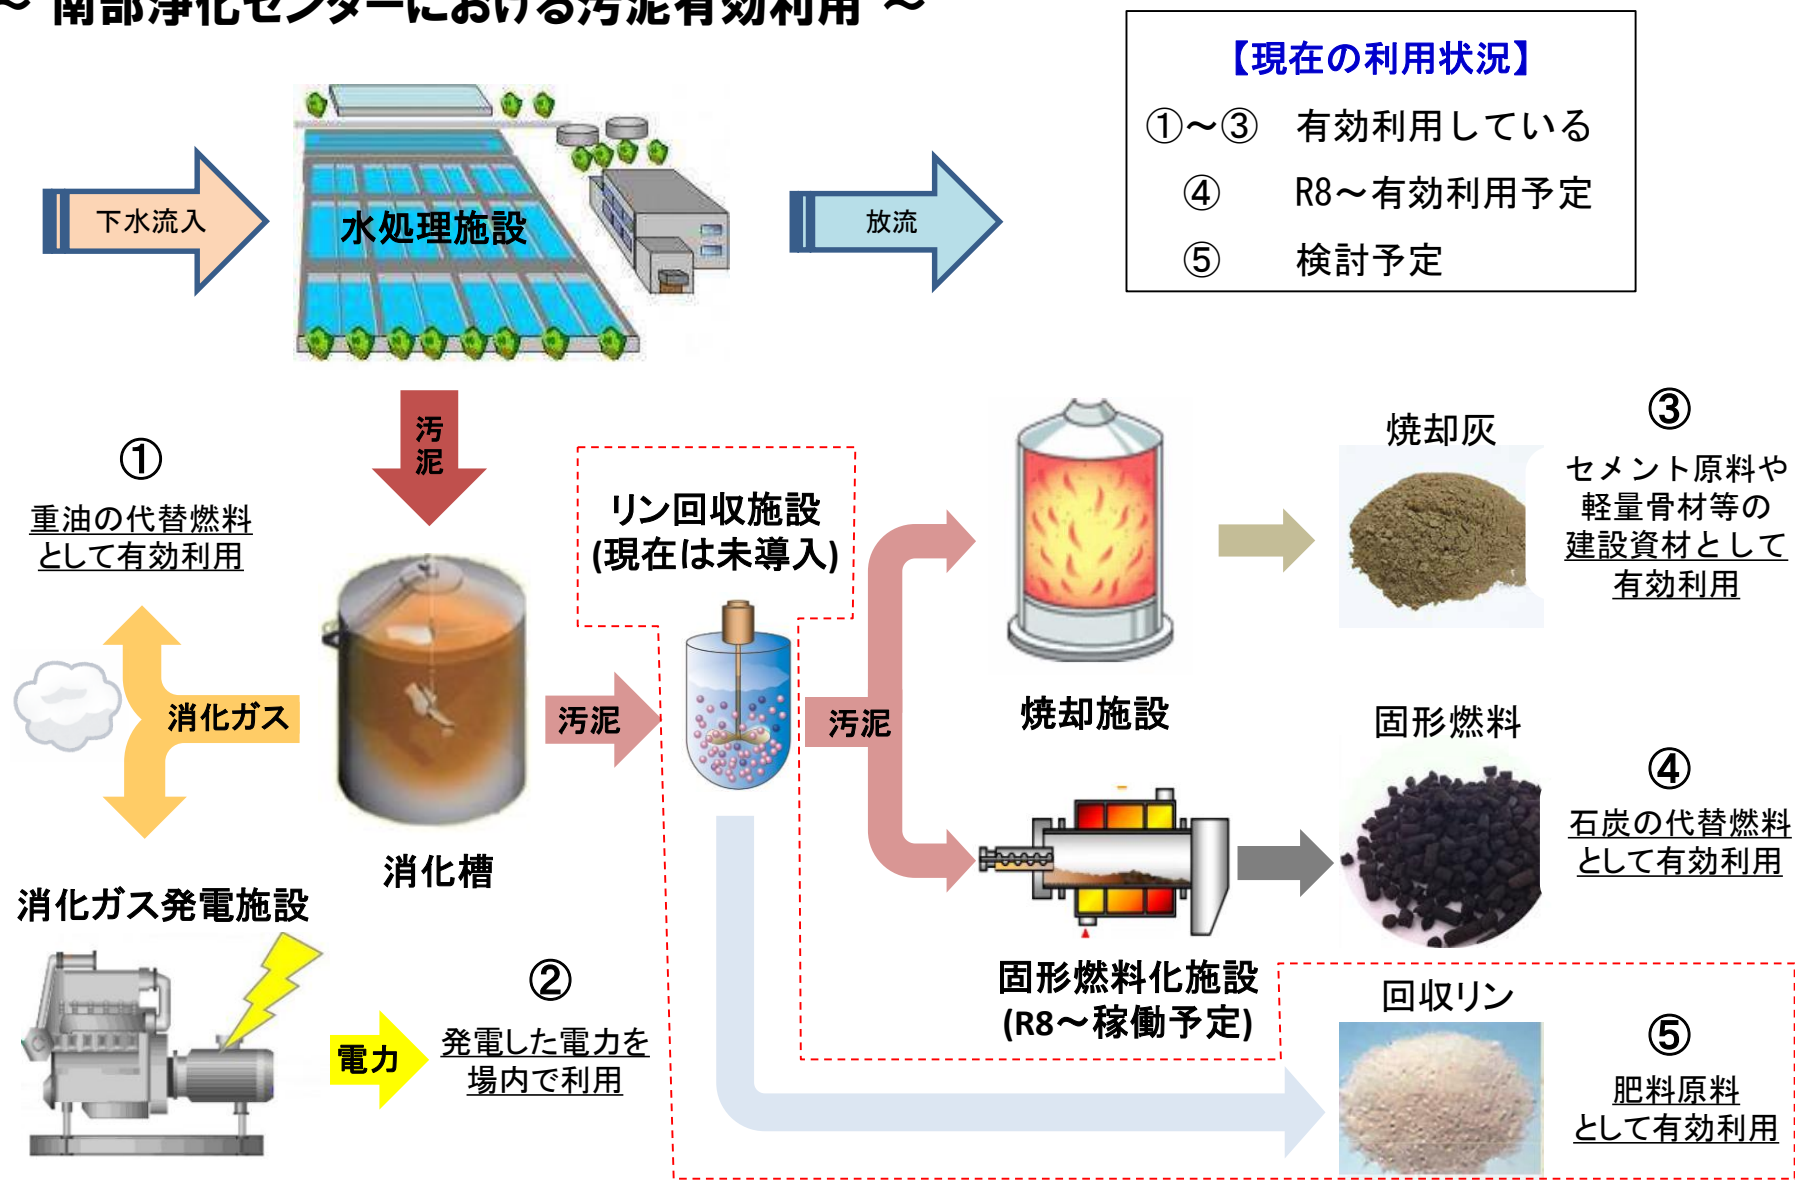 ～ 南部浄化センターにおける汚泥有効利用 ～
【現在の利用状況】
①～③ 有効利用している
④ R8～有効利用予定
⑤ 検討予定
下水流入
水処理施設
放流
汚泥
①
重油の代替燃料
として有効利用
消化ガス
消化槽
汚泥
リン回収施設
(現在は未導入)
汚泥
焼却施設
焼却灰
③
セメント原料や
軽量骨材等の
建設資材として
有効利用
固形燃料
④
石炭の代替燃料
として有効利用
固形燃料化施設
(R8～稼働予定)
消化ガス発電施設
電力
②
発電した電力を
場内で利用
回収リン
⑤
肥料原料
として有効利用